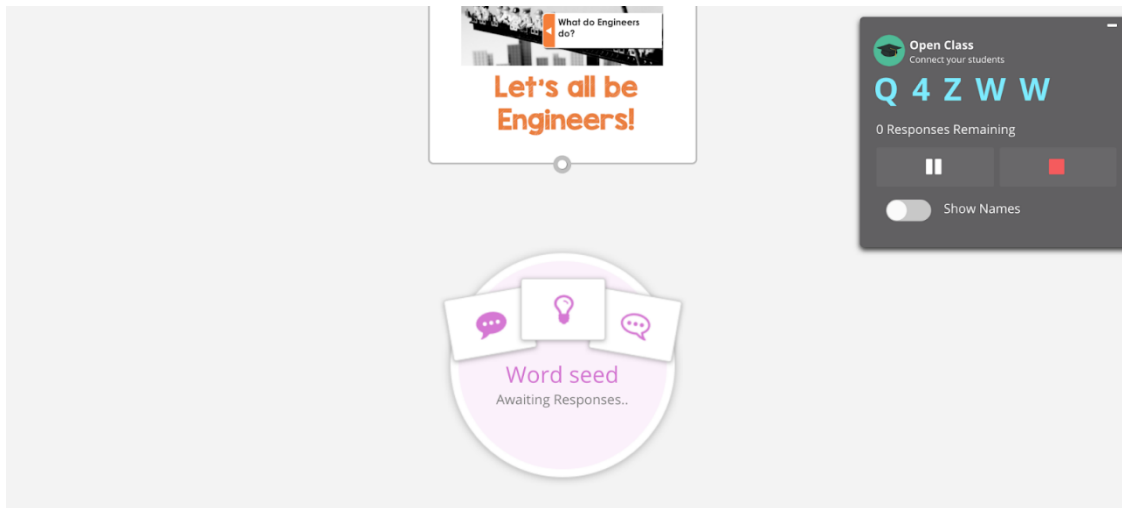 What do Engineers
do?
Let's all be
Engineers!
Open Class
Connect your students
Q 4 Z W W
0 Responses Remaining
Show Names
Word seed
Awaiting Responses..